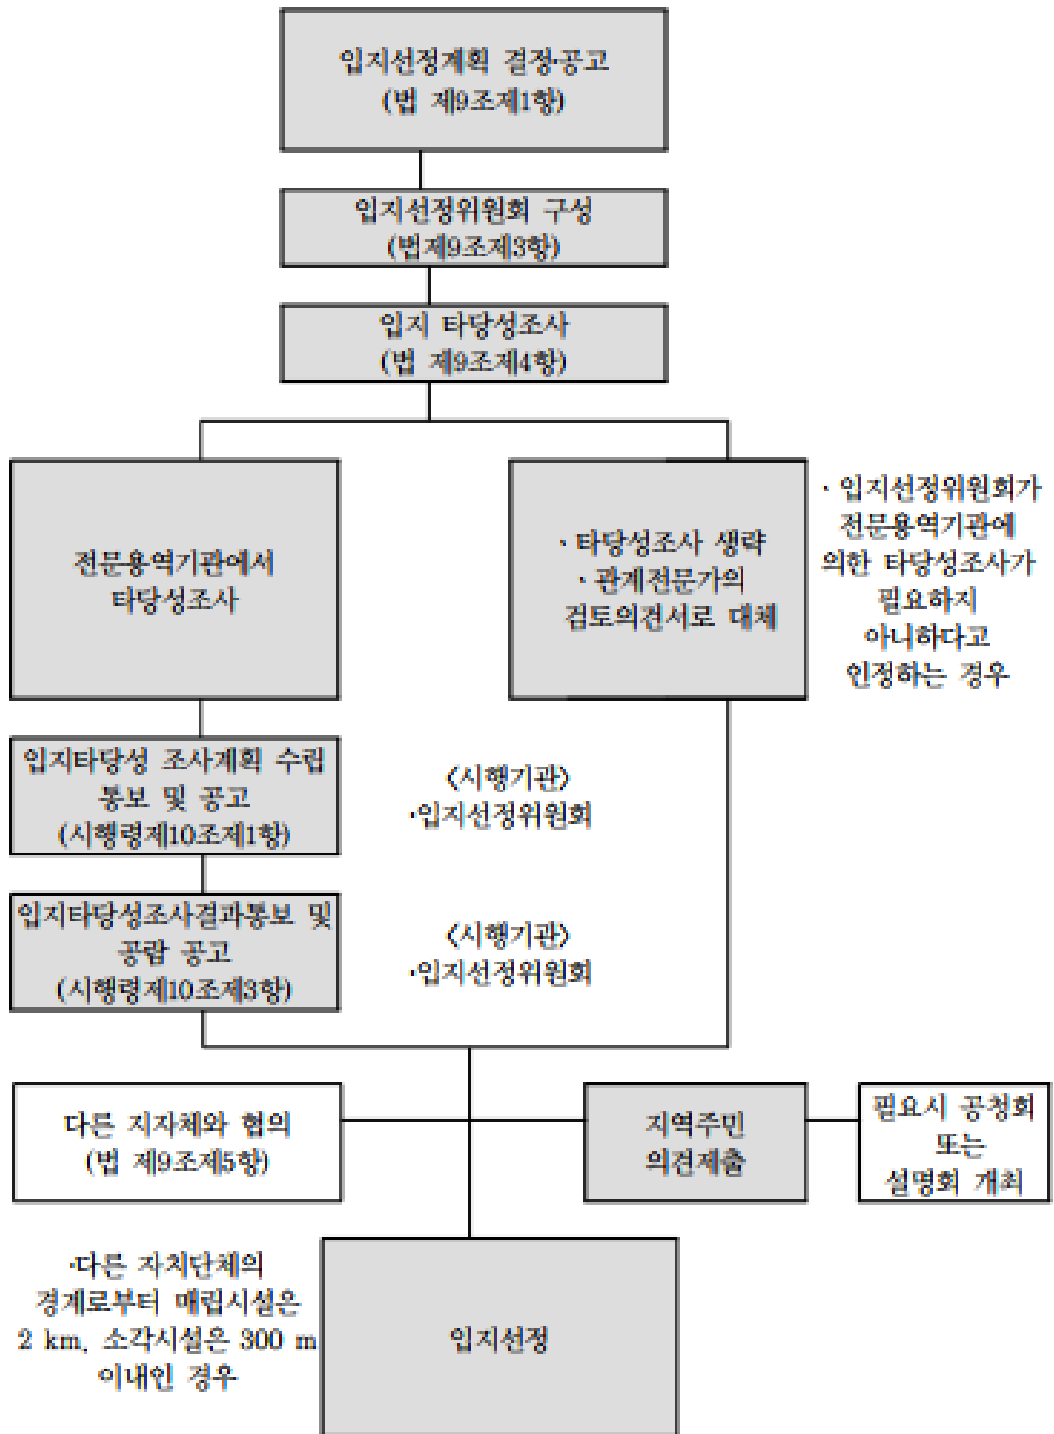 입지선정계획 결정·공고
(법 제9조제1항)
입지선정위원회 구성
(법제9조제3항)
입지 타당성조사
(법 제9조제4항)
전문용역기관에서
타당성조사
· 타당성조사 생략
· 관계전문가의
검토의견서로 대체
· 입지선정위원회가
전문용역기관에
의한 타당성조사가
필요하지
아니하다고
인정하는 경우
입지타당성 조사계획 수립
통보 및 공고
(시행령제10조제1항)
<시행기관>
·입지선정위원회
입지타당성조사결과통보 및
공람 공고
(시행령제10조제3항)
<시행기관>
·입지선정위원회
다른 지자체와 협의
(법 제9조제5항)
지역주민
의견제출
필요시 공청회
또는
설명회 개최
·다른 자치단체의
경계로부터 매립시설은
2 km, 소각시설은 300 m
이내인 경우
입지선정